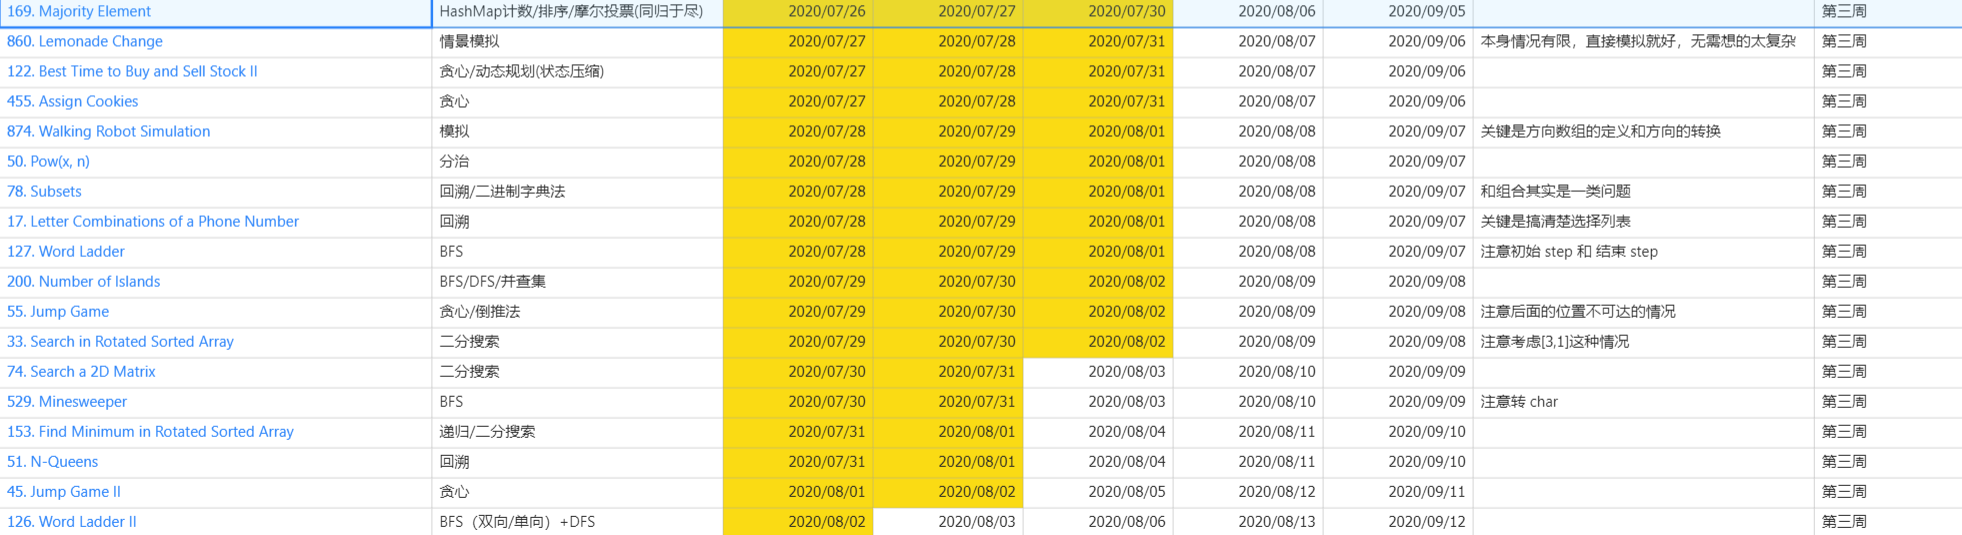 169. Majority Element HashMap计数/排序/摩尔投票(同归于尽) 2020/07/26 2020/07/27 2020/07/30 2020/08/06 2020/09/05 第三周
860. Lemonade Change 情景模拟 2020/07/27 2020/07/28 2020/07/31 2020/08/07 2020/09/06 本身情况有限，直接模拟就好，无需想的太复杂 第三周
122. Best Time to Buy and Sell Stock II 贪心/动态规划(状态压缩) 2020/07/27 2020/07/28 2020/07/31 2020/08/07 2020/09/06 第三周
455. Assign Cookies 贪心 2020/07/27 2020/07/28 2020/07/31 2020/08/07 2020/09/06 第三周
874. Walking Robot Simulation 模拟 2020/07/28 2020/07/29 2020/08/01 2020/08/08 2020/09/07 关键是方向数组的定义和方向的转换 第三周
50. Pow(x, n) 分治 2020/07/28 2020/07/29 2020/08/01 2020/08/08 2020/09/07 第三周
78. Subsets 回溯/二进制字典法 2020/07/28 2020/07/29 2020/08/01 2020/08/08 2020/09/07 和组合其实是一类问题 第三周
17. Letter Combinations of a Phone Number 回溯 2020/07/28 2020/07/29 2020/08/01 2020/08/08 2020/09/07 关键是搞清楚选择列表 第三周
127. Word Ladder BFS 2020/07/28 2020/07/29 2020/08/01 2020/08/08 2020/09/07 注意初始 step 和 结束 step 第三周
200. Number of Islands BFS/DFS/并查集 2020/07/29 2020/07/30 2020/08/02 2020/08/09 2020/09/08 第三周
55. Jump Game 贪心/倒推法 2020/07/29 2020/07/30 2020/08/02 2020/08/09 2020/09/08 注意后面的位置不可达的情况 第三周
33. Search in Rotated Sorted Array 二分搜索 2020/07/29 2020/07/30 2020/08/02 2020/08/09 2020/09/08 注意考虑[3,1]这种情况 第三周
74. Search a 2D Matrix 二分搜索 2020/07/30 2020/07/31 2020/08/03 2020/08/10 2020/09/09 第三周
529. Minesweeper BFS 2020/07/30 2020/07/31 2020/08/03 2020/08/10 2020/09/09 注意转 char 第三周
153. Find Minimum in Rotated Sorted Array 递归/二分搜索 2020/07/31 2020/08/01 2020/08/04 2020/08/11 2020/09/10 第三周
51. N-Queens 回溯 2020/07/31 2020/08/01 2020/08/04 2020/08/11 2020/09/10 第三周
45. Jump Game II 贪心 2020/08/01 2020/08/02 2020/08/05 2020/08/12 2020/09/11 第三周
126. Word Ladder II BFS（双向/单向）+DFS 2020/08/02 2020/08/03 2020/08/06 2020/08/13 2020/09/12 第三周